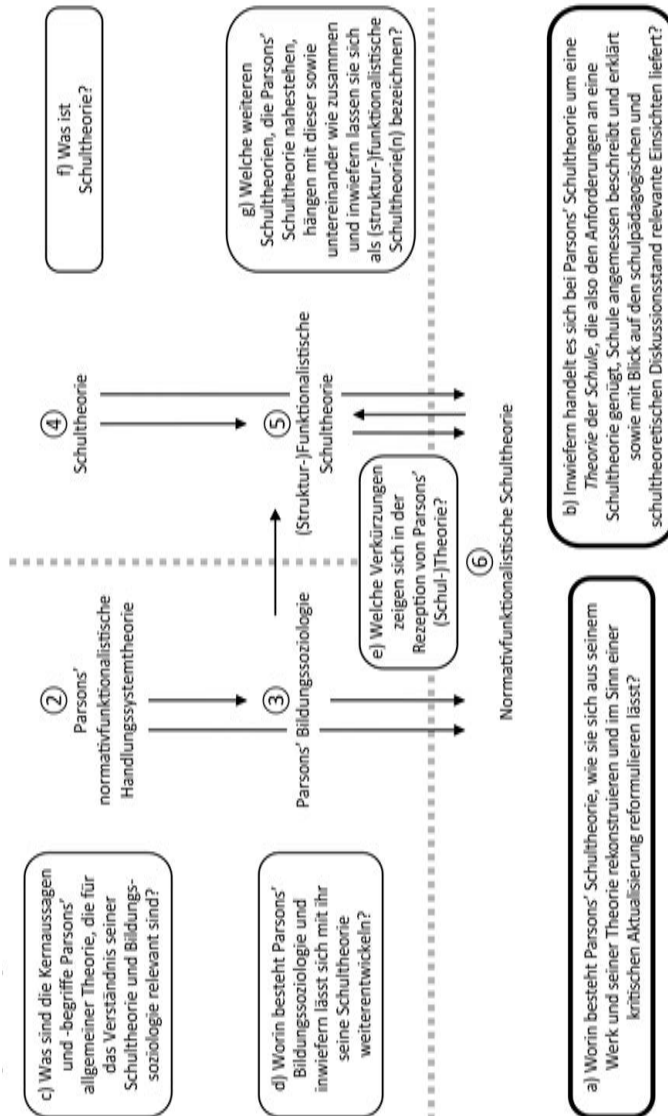 c) Was sind die Kernaussagen
und -begriffe Parsons'
allgemeiner Theorie, die für
das Verständnis seiner
Schultheorie und Bildungs-
soziologie relevant sind?
②
Parsons'
normativfunktionalistische
Handlungssystemtheorie
④
Schultheorie
f) Was ist
Schultheorie?
d) Worin besteht Parsons'
Bildungssoziologie und
inwiefern lässt sich mit ihr
seine Schultheorie
weiterentwickeln?
③
Parsons' Bildungssoziologie
⑤
(Struktur-)Funktionalistische
Schultheorie
g) Welche weiteren
Schultheorien, die Parsons'
Schultheorie nahestehen,
hängen mit dieser sowie
untereinander wie zusammen
und inwiefern lassen sie sich
als (struktur-)funktionalistische
Schultheorie(n) bezeichnen?
e) Welche Verkürzungen
zeigen sich in der
Rezeption von Parsons'
(Schul-)Theorie?
⑥
Normativfunktionalistische Schultheorie
a) Worin besteht Parsons' Schultheorie, wie sie sich aus seinem
Werk und seiner Theorie rekonstruieren und im Sinn einer
kritischen Aktualisierung reformulieren lässt?
b) Inwiefern handelt es sich bei Parsons' Schultheorie um eine
Theorie der Schule, die also den Anforderungen an eine
Schultheorie genügt, Schule angemessen beschreibt und erklärt
sowie mit Blick auf den schulpädagogischen und
schultheoretischen Diskussionsstand relevante Einsichten liefert?